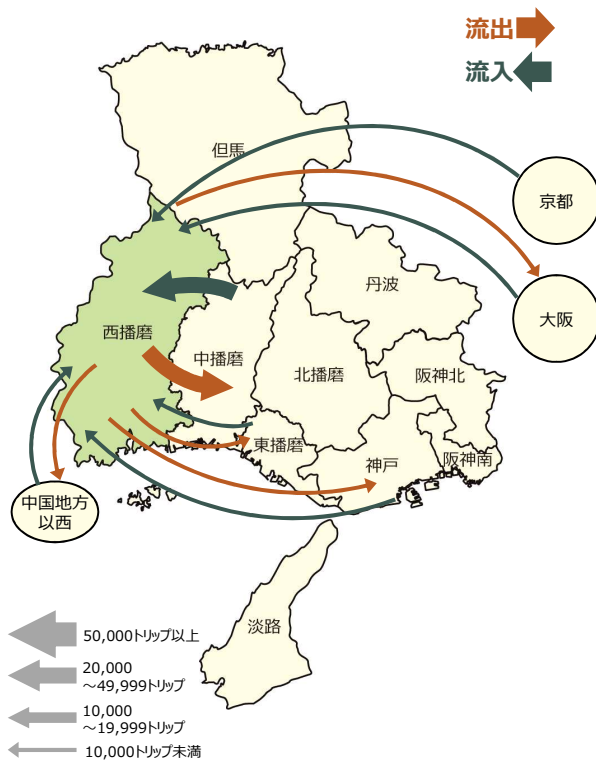 流出
流入
但馬
京都
丹波
大阪
西播磨
中播磨
北播磨
阪神北
東播磨
神戸
阪神南
中国地方
以西
淡路
50,000トリップ以上
20,000
～49,999トリップ
10,000
～19,999トリップ
10,000トリップ未満